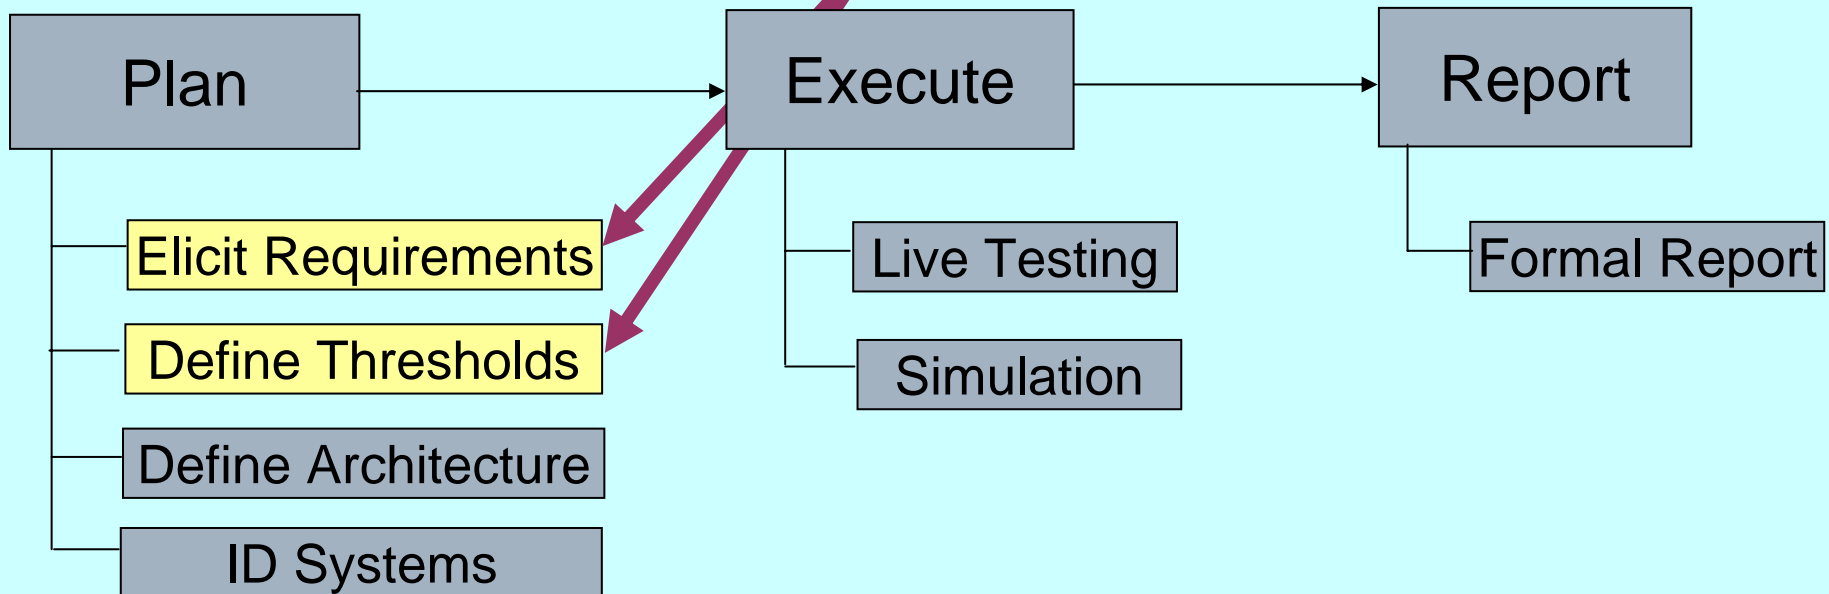 Plan
Execute
Report
Elicit Requirements
Live Testing
Formal Report
Define Thresholds
Simulation
Define Architecture
ID Systems